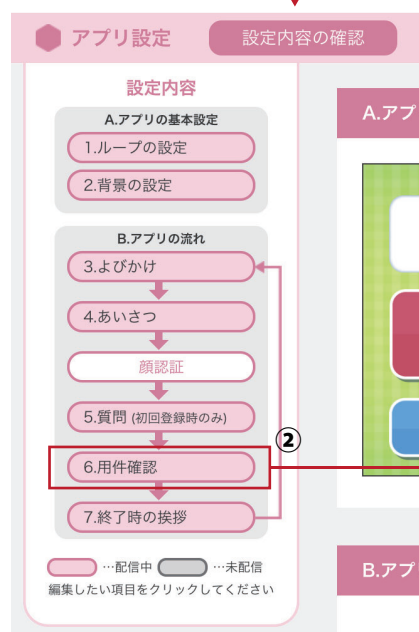 アプリ設定
設定内容の確認
設定内容
A.アプリの基本設定
1.ループの設定
2.背景の設定
B.アプリの流れ
3.よびかけ
4.あいさつ
顔認証
5.質問 (初回登録時のみ)
②
6.用件確認
7.終了時の挨拶
…配信中 …未配信
編集したい項目をクリックしてください
A.アプ
B.アプ